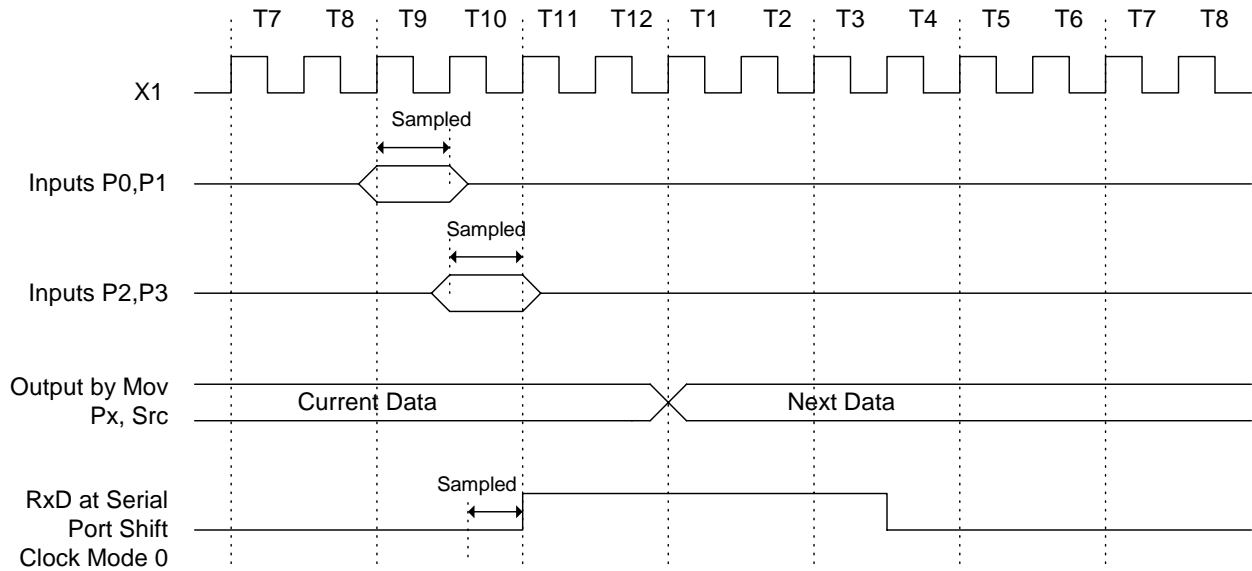 T7 T8 T9 T10 T11 T12 T1 T2 T3 T4 T5 T6 T7 T8
X1
Sampled
Inputs P0,P1
Sampled
Inputs P2,P3
Output by Mov
Px, Src
Current Data
Next Data
Sampled
RxD at Serial
Port Shift
Clock Mode 0